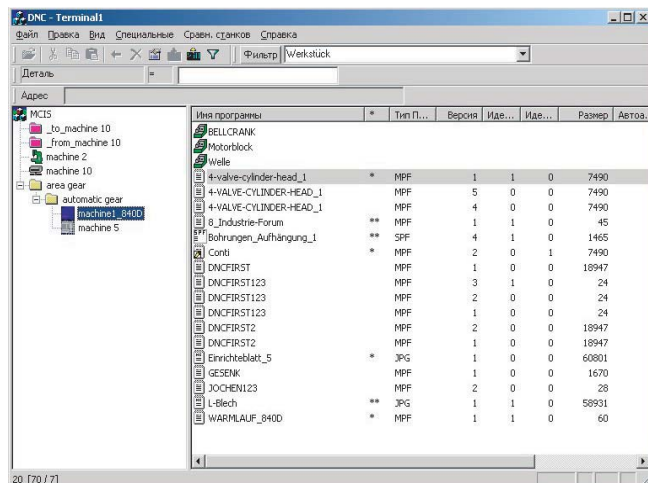 DNC - Terminal1
Файл Правка Вид Специальные Сравн. станков Справка
Фильтр Werkstück
Деталь =
Адрес
MCIS
_to_machine 10
_from_machine 10
machine 2
machine 10
area gear
automatic gear
machine1_840D
machine 5
Имя программы * Тип П... Версия Иде... Иде... Размер Автоа.
BELLCRANK
Motorblock
Welle
4-valve-cylinder-head_1 * MPF 1 1 0 7490
4-VALVE-CYLINDER-HEAD_1 MPF 5 0 0 7490
4-VALVE-CYLINDER-HEAD_1 MPF 4 0 0 7490
8_Industrie-Forum ** MPF 1 1 0 45
Bohrungen_Aufhängung_1 ** SPF 4 1 0 1465
Conti * MPF 2 0 1 7490
DNCFIRST MPF 1 0 0 18947
DNCFIRST123 MPF 3 1 0 24
DNCFIRST123 MPF 2 0 0 24
DNCFIRST123 MPF 1 0 0 24
DNCFIRST2 MPF 2 0 0 18947
DNCFIRST2 MPF 1 0 0 18947
Einrichteblatt_5 * JPG 1 0 0 60801
GESENK MPF 1 0 0 1670
JOCHEN123 MPF 2 0 0 28
L-Blech ** JPG 1 1 0 58931
WARMLAUF_840D * MPF 1 1 0 60
20 [70 / 7]